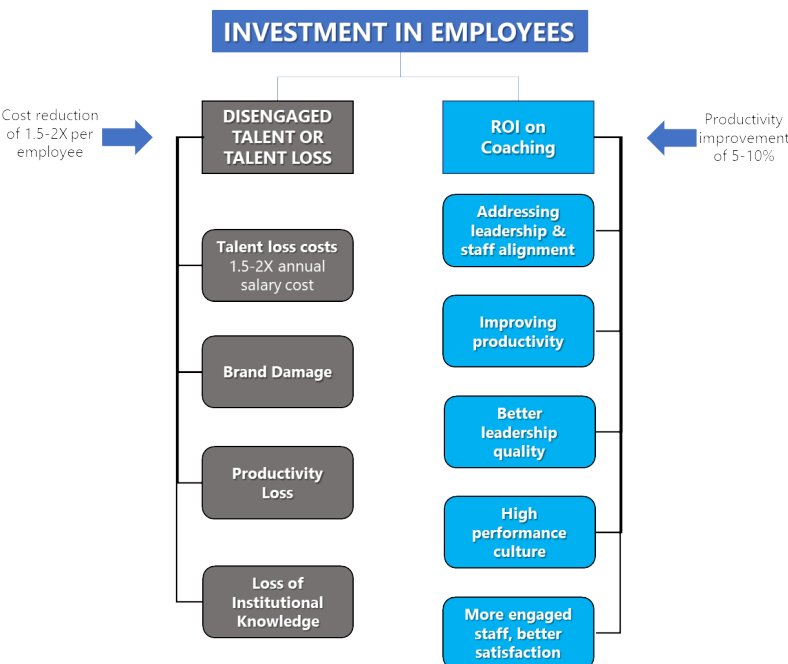 INVESTMENT IN EMPLOYEES
Cost reduction
of 1.5-2X per
employee
DISENGAGED
TALENT OR
TALENT LOSS
Talent loss costs
1.5-2X annual
salary cost
Brand Damage
Productivity
Loss
Loss of
Institutional
Knowledge
ROI on
Coaching
Productivity
improvement
of 5-10%
Addressing
leadership &
staff alignment
Improving
productivity
Better
leadership
quality
High
performance
culture
More engaged
staff, better
satisfaction